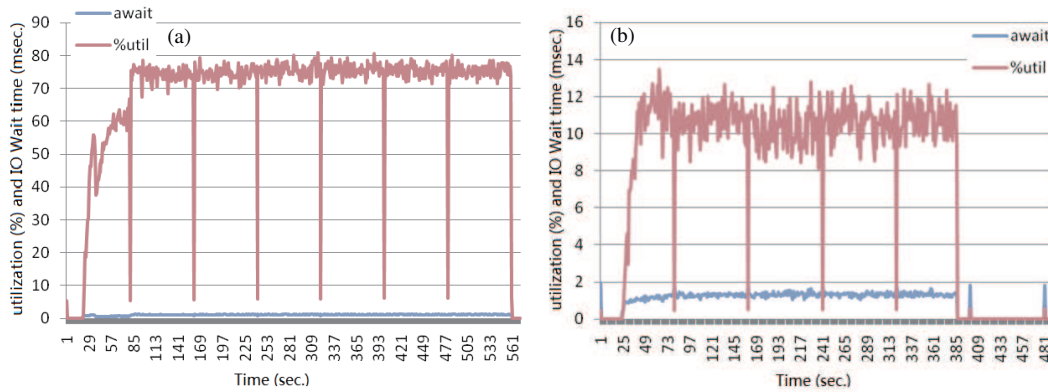 utilization (%) and IO Wait time (msec.)
90
80
70
60
50
40
30
20
10
0
await
%util
(a)
1 29 57 85 113 141 169 197 225 253 281 309 337 365 393 421 449 477 505 533 561
Time (sec.)
utilization (%) and IO Wait time (msec.)
16
14
12
10
8
6
4
2
0
(b)
await
%util
1 25 49 73 97 121 145 169 193 217 241 265 289 313 337 361 385 409 433 457 481
Time (sec.)